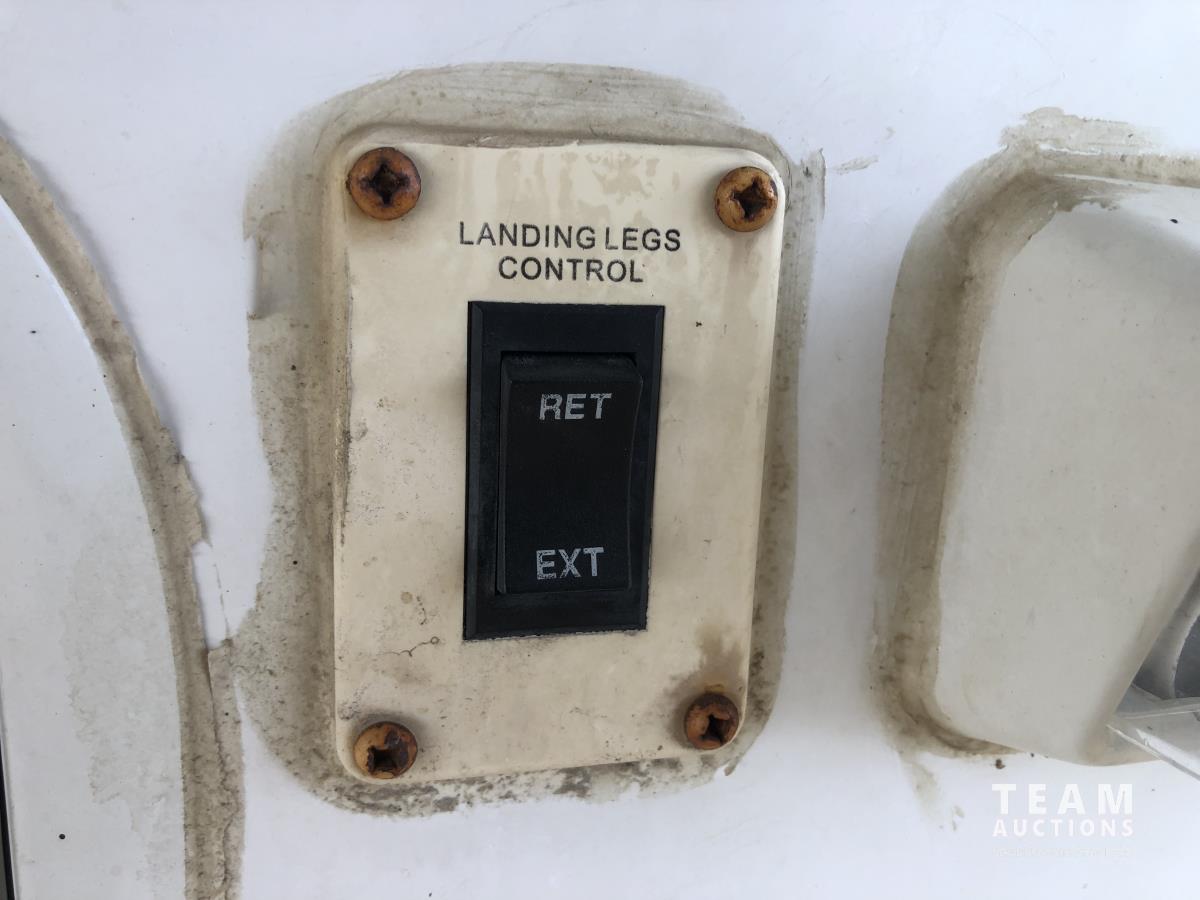 LANDING LEGS
CONTROL
RET
EXT
TEAM
AUCTIONS